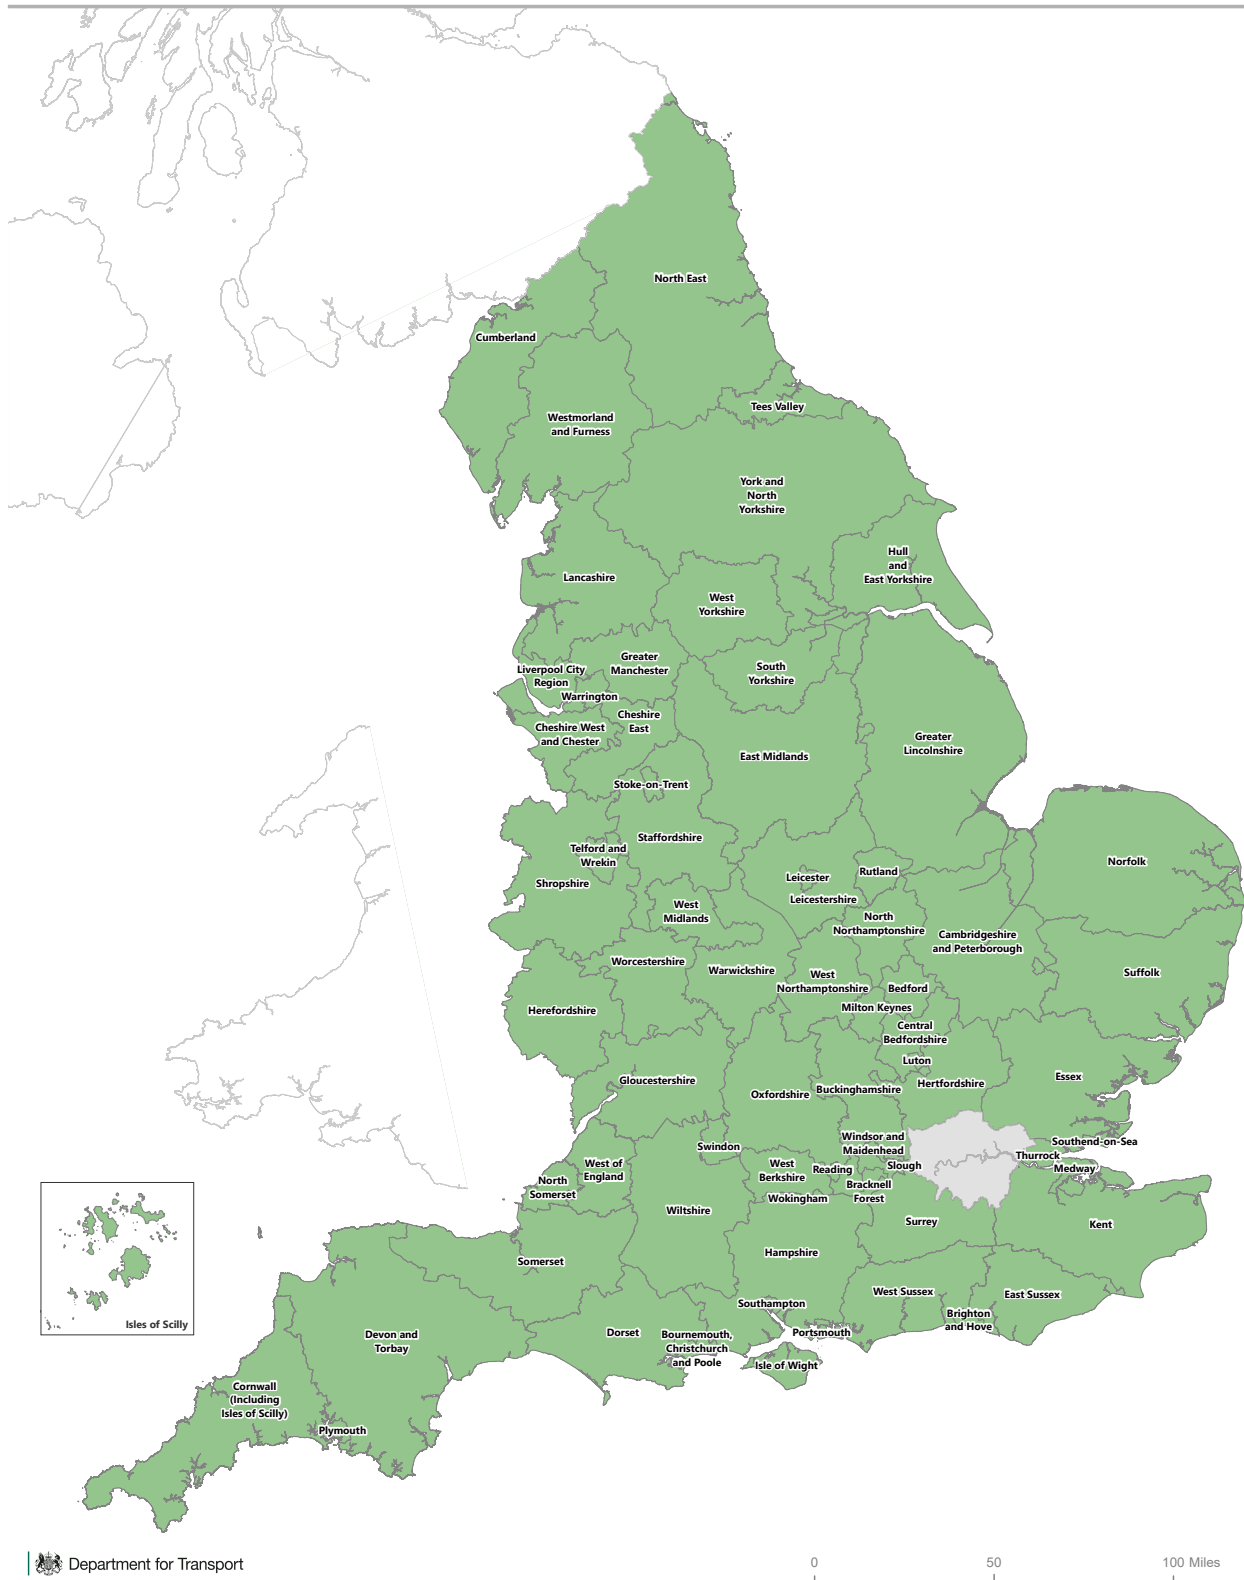 North East
Cumberland
Tees Valley
Westmorland
and Furness
York and
North
Yorkshire
Hull
and
East Yorkshire
Lancashire
West
Yorkshire
Greater
Manchester
South
Yorkshire
Liverpool City
Region
Warrington
Cheshire
East
Cheshire West
and Chester
Greater
Lincolnshire
East Midlands
Stoke-on-Trent
Staffordshire
Telford and
Wrekin
Shropshire
Leicester
Rutland
Leicestershire
Norfolk
West
Midlands
North
Northamptonshire
Cambridgeshire
and Peterborough
Worcestershire
Warwickshire
West
Northamptonshire
Bedford
Suffolk
Herefordshire
Milton Keynes
Central
Bedfordshire
Luton
Gloucestershire
Oxfordshire
Buckinghamshire
Hertfordshire
Essex
Swindon
Windsor and
Maidenhead
Southend-on-Sea
Thurrock
Medway
Slough
West of
England
West
Berkshire
Reading
Bracknell
Forest
Wokingham
North
Somerset
Wiltshire
Surrey
Kent
Hampshire
Somerset
West Sussex
East Sussex
Southampton
Brighton
and Hove
Portsmouth
Dorset
Bournemouth,
Christchurch
and Poole
Isle of Wight
Devon and
Torbay
Isles of Scilly
Cornwall
(Including
Isles of Scilly)
Plymouth
Department for Transport
0 50 100 Miles